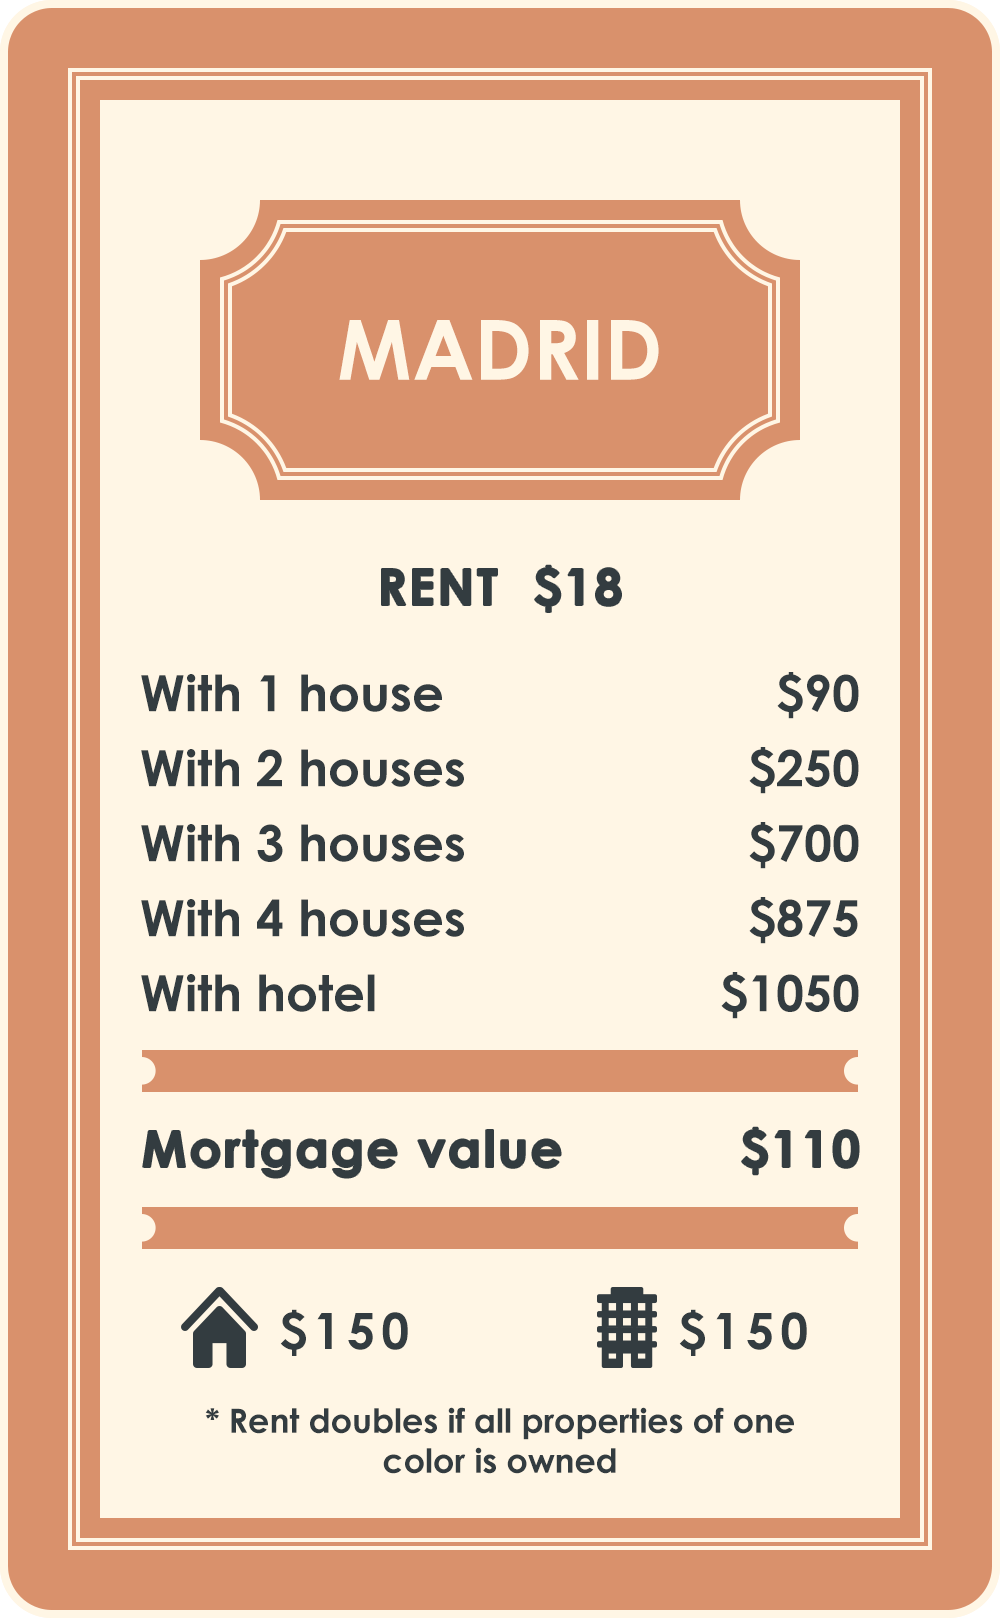 MADRID
RENT $18
With 1 house $90
With 2 houses $250
With 3 houses $700
With 4 houses $875
With hotel $1050
Mortgage value $110
$150 $150
* Rent doubles if all properties of one
color is owned